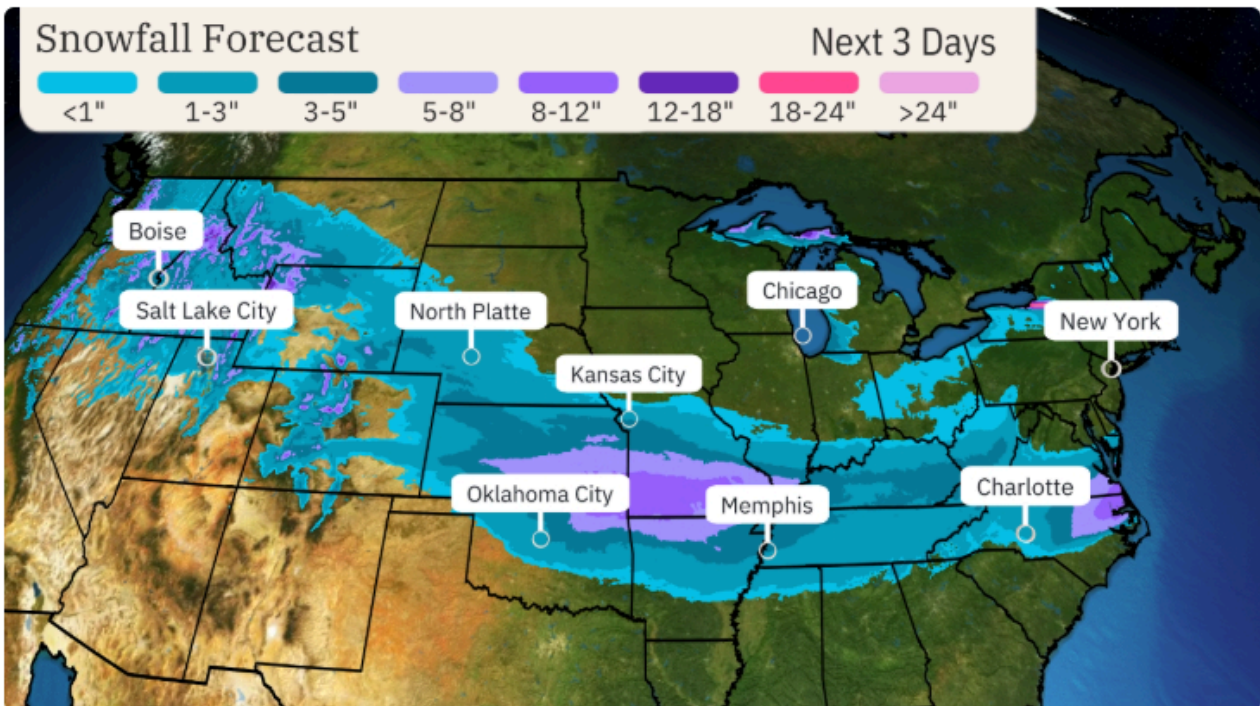 Snowfall Forecast
Next 3 Days
<1"
1-3"
3-5"
5-8"
8-12"
12-18"
18-24"
>24"
Boise
Salt Lake City
North Platte
Chicago
New York
Kansas City
Oklahoma City
Memphis
Charlotte